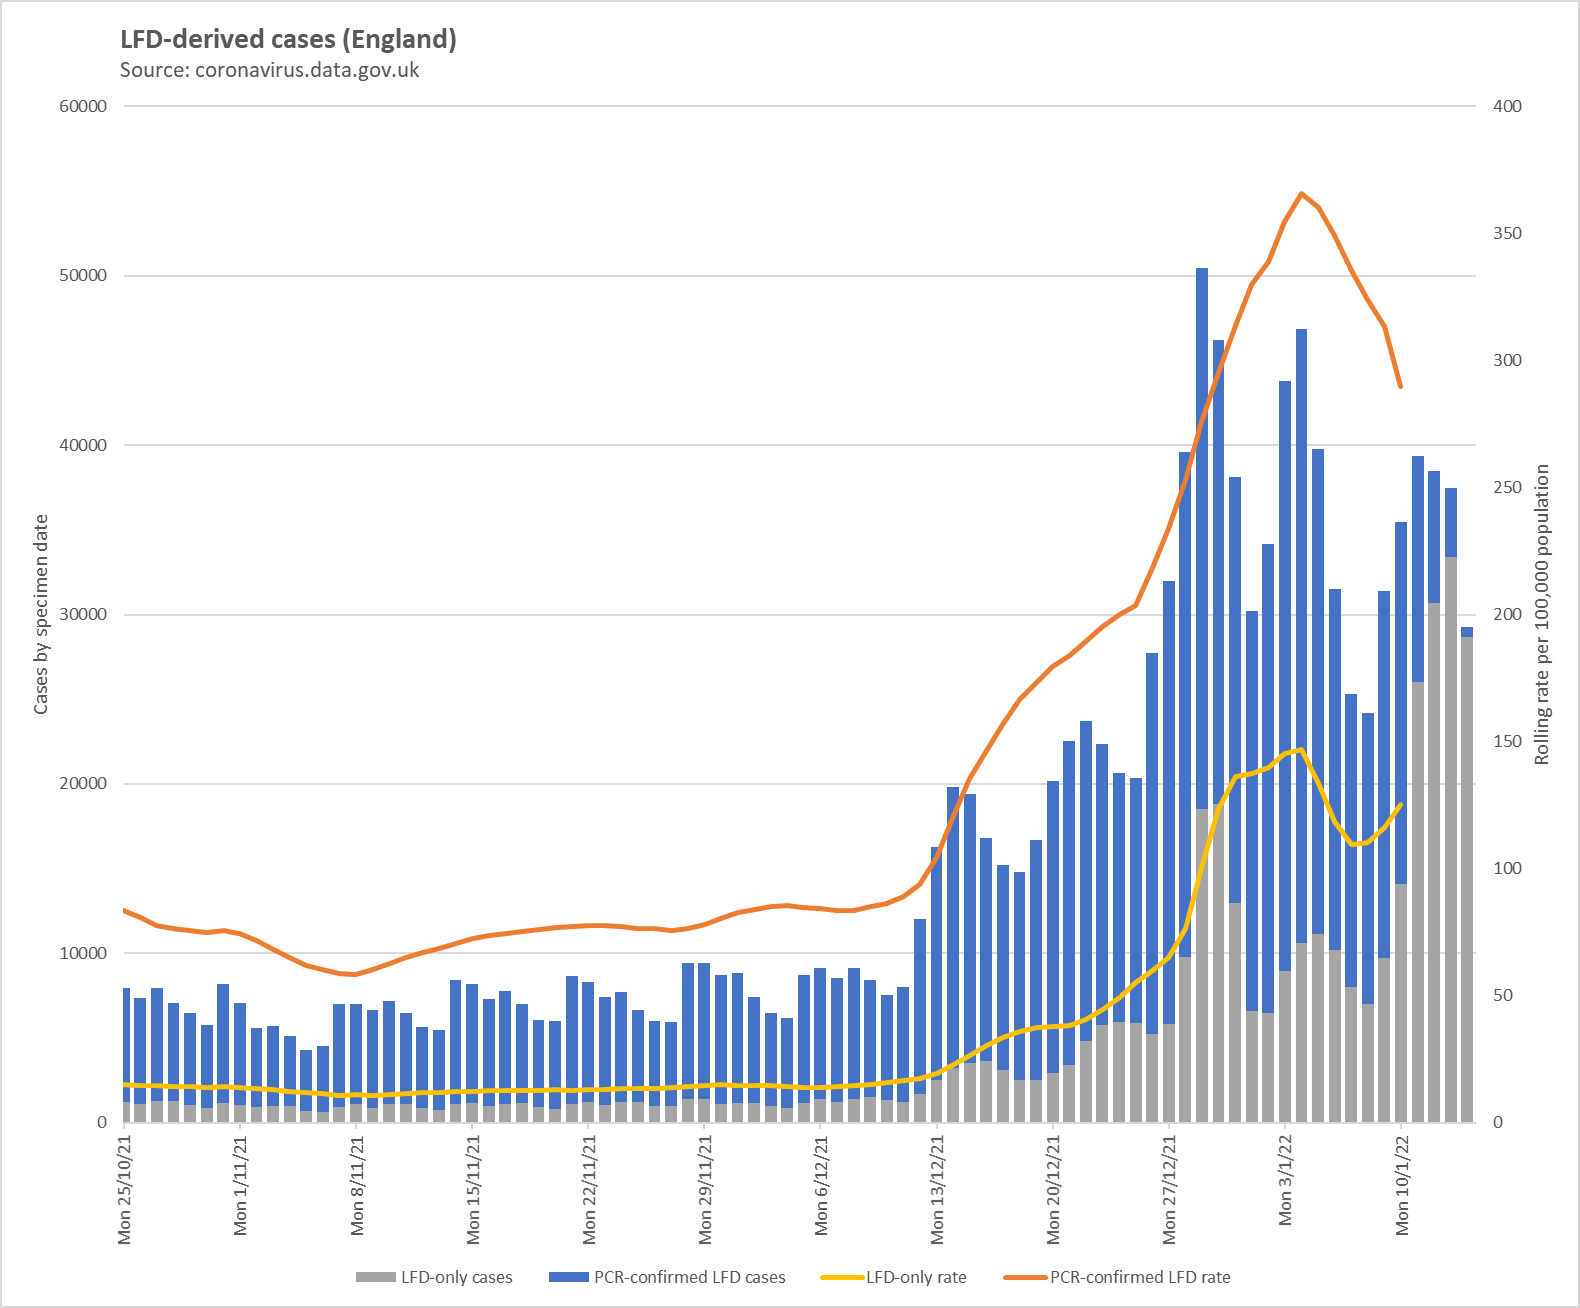 LFD-derived cases (England)
Source: coronavirus.data.gov.uk
60000
50000
40000
30000
20000
10000
0
Cases by specimen date
400
350
300
250
200
150
100
50
0
Rolling rate per 100,000 population
Mon 25/10/21
Mon 1/11/21
Mon 8/11/21
Mon 15/11/21
Mon 22/11/21
Mon 29/11/21
Mon 6/12/21
Mon 13/12/21
Mon 20/12/21
Mon 27/12/21
Mon 3/1/22
Mon 10/1/22
LFD-only cases
PCR-confirmed LFD cases
LFD-only rate
PCR-confirmed LFD rate